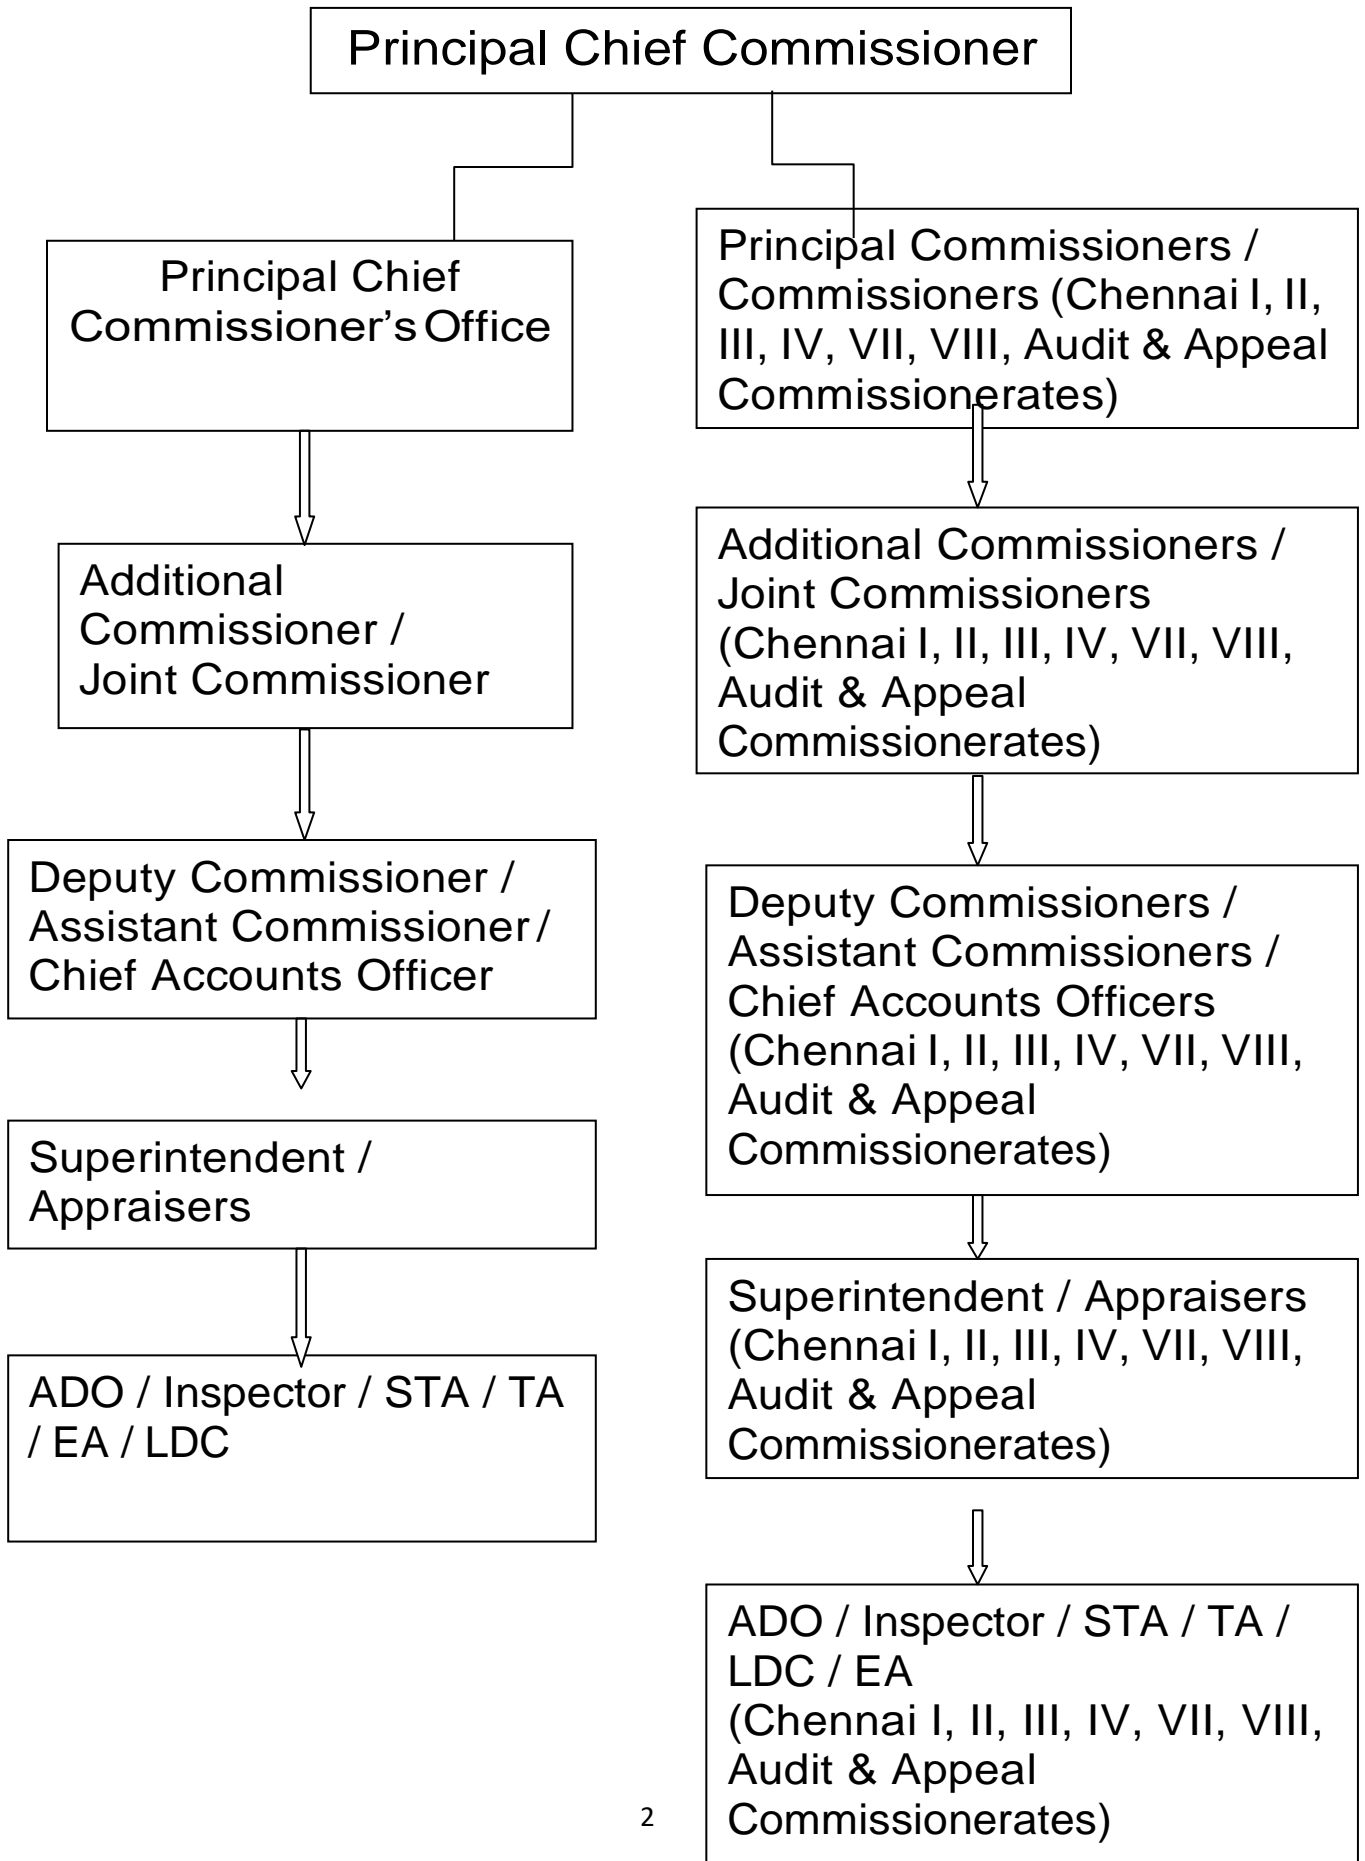 Principal Chief Commissioner
Principal Chief
Commissioner's Office
Additional
Commissioner /
Joint Commissioner
Deputy Commissioner /
Assistant Commissioner /
Chief Accounts Officer
Superintendent /
Appraisers
ADO / Inspector / STA / TA
/ EA / LDC
Principal Commissioners /
Commissioners (Chennai I, II,
III, IV, VII, VIII, Audit & Appeal
Commissionerates)
Additional Commissioners /
Joint Commissioners
(Chennai I, II, III, IV, VII, VIII,
Audit & Appeal
Commissionerates)
Deputy Commissioners /
Assistant Commissioners /
Chief Accounts Officers
(Chennai I, II, III, IV, VII, VIII,
Audit & Appeal
Commissionerates)
Superintendent / Appraisers
(Chennai I, II, III, IV, VII, VIII,
Audit & Appeal
Commissionerates)
ADO / Inspector / STA / TA /
LDC / EA
(Chennai I, II, III, IV, VII, VIII,
Audit & Appeal
Commissionerates)
2